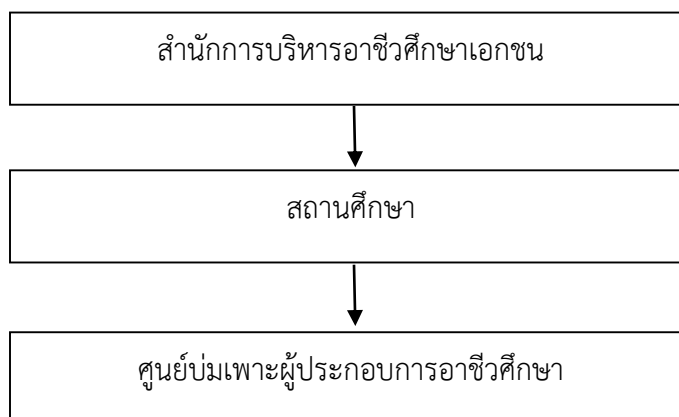 สำนักการบริหารอาชีวศึกษาเอกชน
สถานศึกษา
ศูนย์บ่มเพาะผู้ประกอบการอาชีวศึกษา